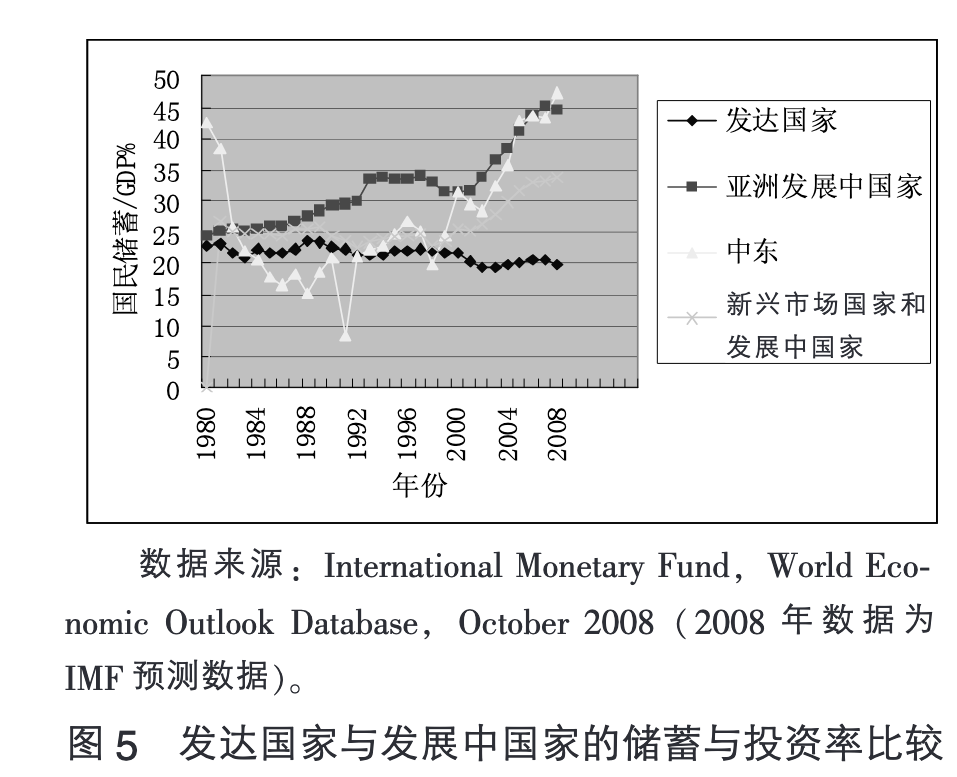 50
45
40
35
30
25
20
15
10
5
0
国民储蓄/GDP%
1980
1984
1988
1992
1996
2000
2004
2008
年份
发达国家
亚洲发展中国家
中东
新兴市场国家和
发展中国家
数据来源：International Monetary Fund，World Eco-
nomic Outlook Database，October 2008（2008 年数据为
IMF 预测数据）。
图 5 发达国家与发展中国家的储蓄与投资率比较